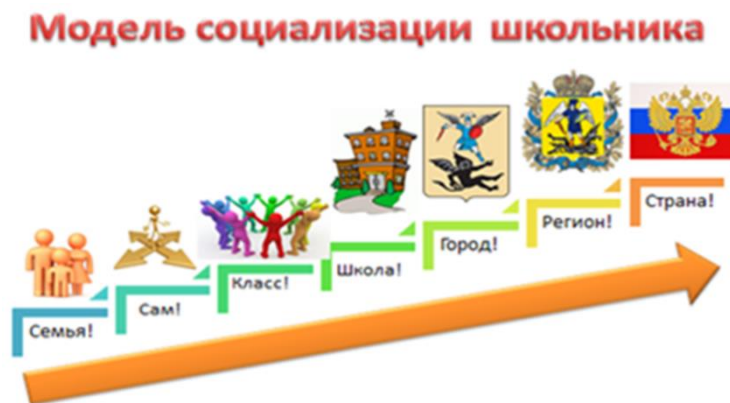 Модель социализации школьника
Семья!
Сам!
Класс!
Школа!
Город!
Регион!
Страна!